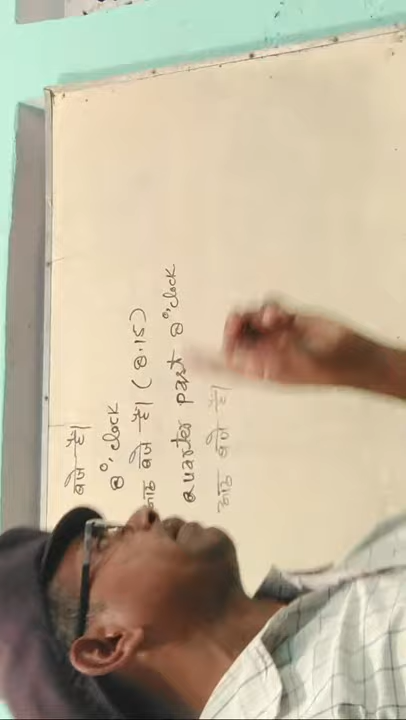 बजे हैं।
8 o'clock
आठ बजे हैं। ( 8.15 )
Quarter past 8 o'clock
आठ बजे हैं।